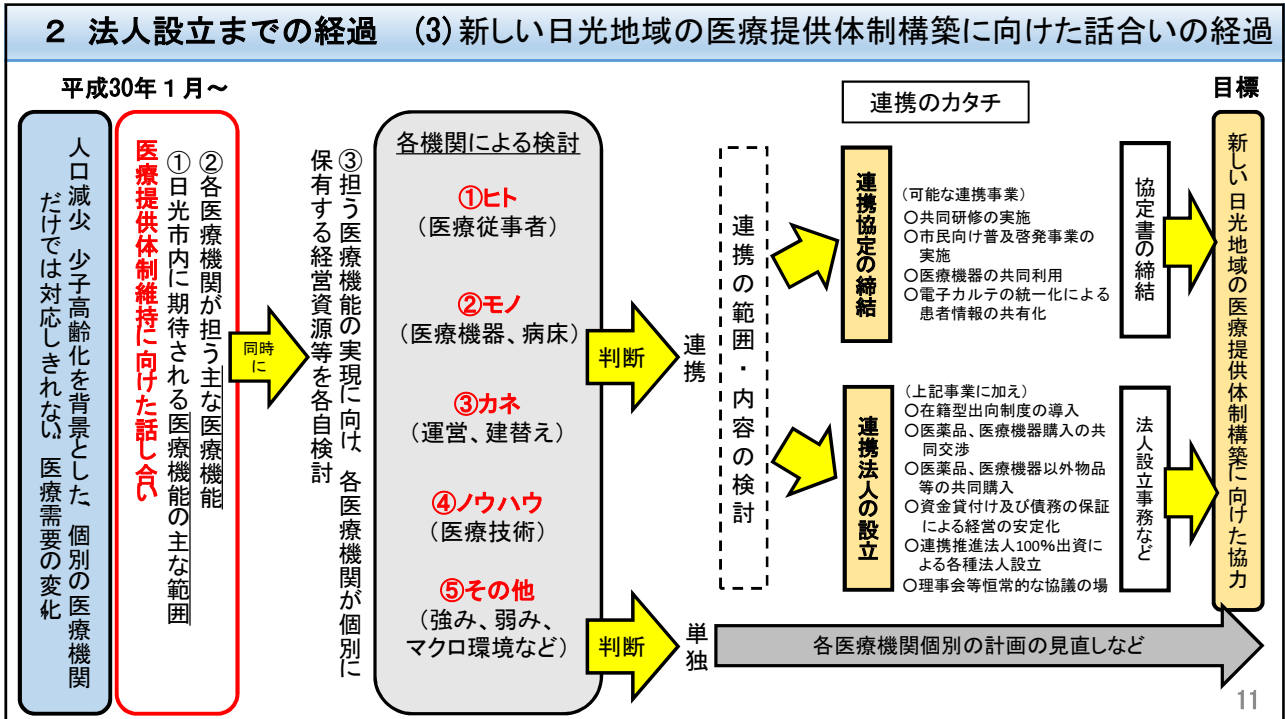 ２ 法人設立までの経過 (3)新しい日光地域の医療提供体制構築に向けた話合いの経過
平成30年１月～
人口減少、少子高齢化を背景とした、個別の医療機関
だけでは対応しきれない、医療需要の変化
医療提供体制維持に向けた話し合い
①日光市内に期待される医療機能の主な範囲
②各医療機関が担う主な医療機能
同時
に
③担う医療機能の実現に向け、各医療機関が個別に
保有する経営資源等を各自検討
各機関による検討
①ヒト
(医療従事者)
②モノ
(医療機器、病床)
③カネ
(運営、建替え)
④ノウハウ
(医療技術)
⑤その他
(強み、弱み、
マクロ環境など)
判断
連携
判断
単独
連携の範囲・内容の検討
連携のカタチ
連携協定の締結
(可能な連携事業)
○共同研修の実施
○市民向け普及啓発事業の
実施
○医療機器の共同利用
○電子カルテの統一化による
患者情報の共有化
協定書の締結
連携法人の設立
(上記事業に加え)
○在籍型出向制度の導入
○医薬品、医療機器購入の共
同交渉
○医薬品、医療機器以外物品
等の共同購入
○資金貸付け及び債務の保証
による経営の安定化
○連携推進法人100％出資に
よる各種法人設立
○理事会等恒常的な協議の場
法人設立事務など
各医療機関個別の計画の見直しなど
目標
新しい日光地域の医療提供体制構築に向けた協力
11